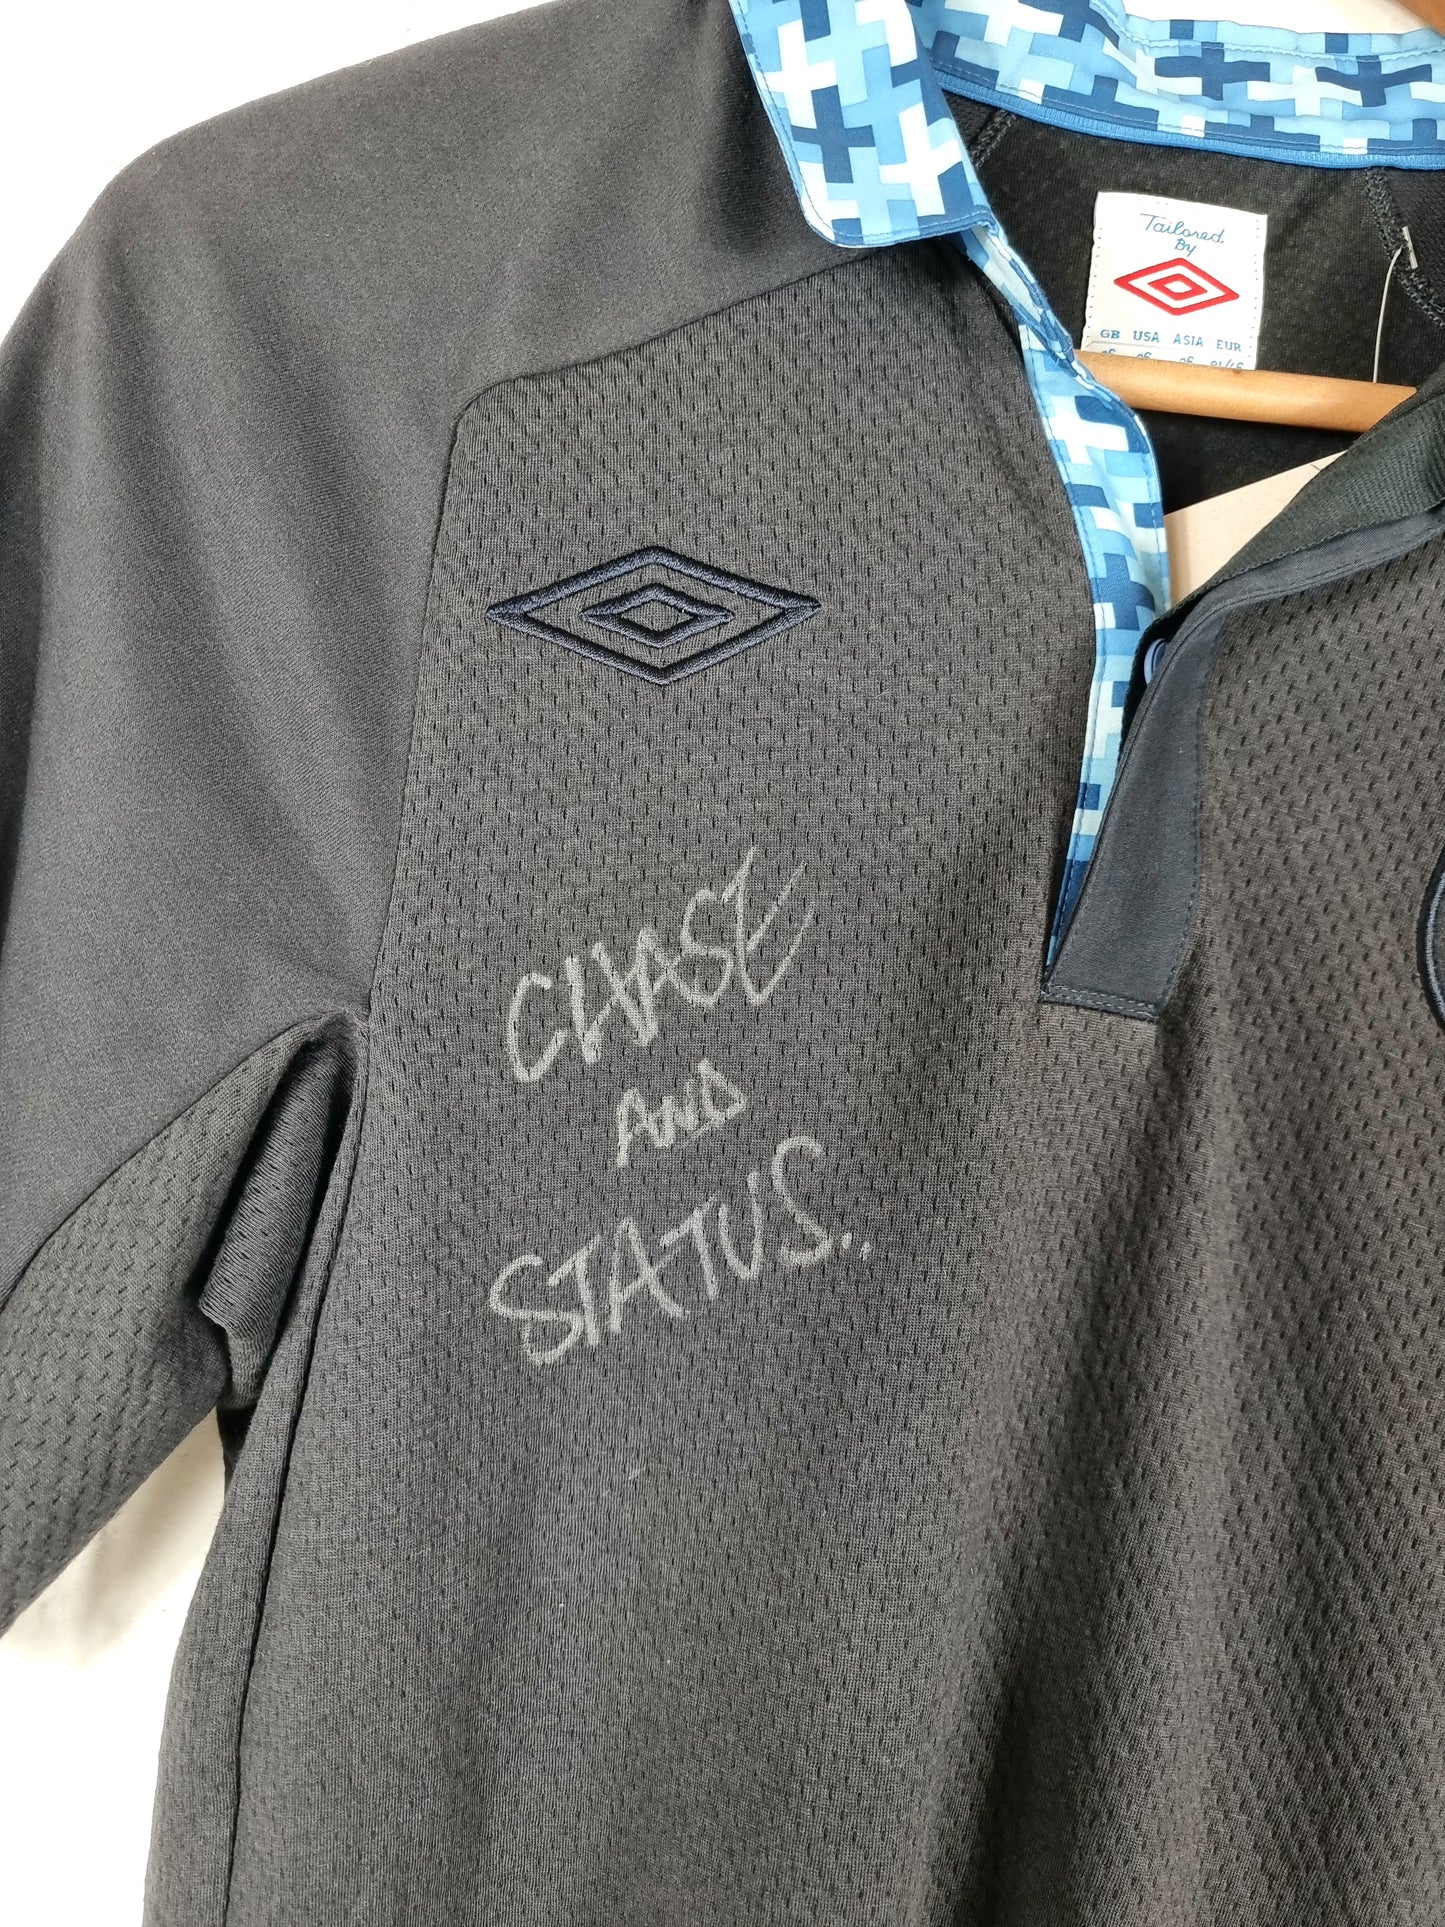 Tailored
By
GB USA ASIA EUR
CHASE
AND
STATUS..